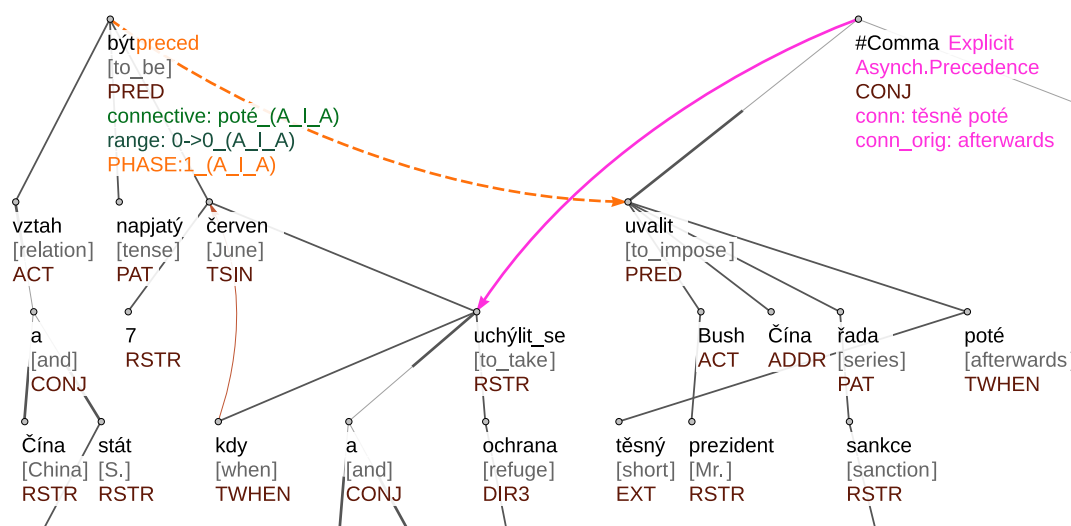 být preced
[to_be]
PRED
connective: poté_(A_I_A)
range: 0->0_(A_I_A)
PHASE:1_(A_I_A)
#Comma Explicit
Asynch.Precedence
CONJ
conn: těsně poté
conn_orig: afterwards
vztah
[relation]
ACT
napjatý
[tense]
PAT
červen
[June]
TSIN
uvalit
[to_impose]
PRED
a
[and]
CONJ
7
RSTR
uchýlit_se
[to_take]
RSTR
Bush
ACT
Čína
ADDR
řada
[series]
PAT
poté
[afterwards]
TWHEN
Čína
[China]
RSTR
stát
[S.]
RSTR
kdy
[when]
TWHEN
a
[and]
CONJ
ochrana
[refuge]
DIR3
těsný
[short]
EXT
prezident
[Mr.]
RSTR
sankce
[sanction]
RSTR